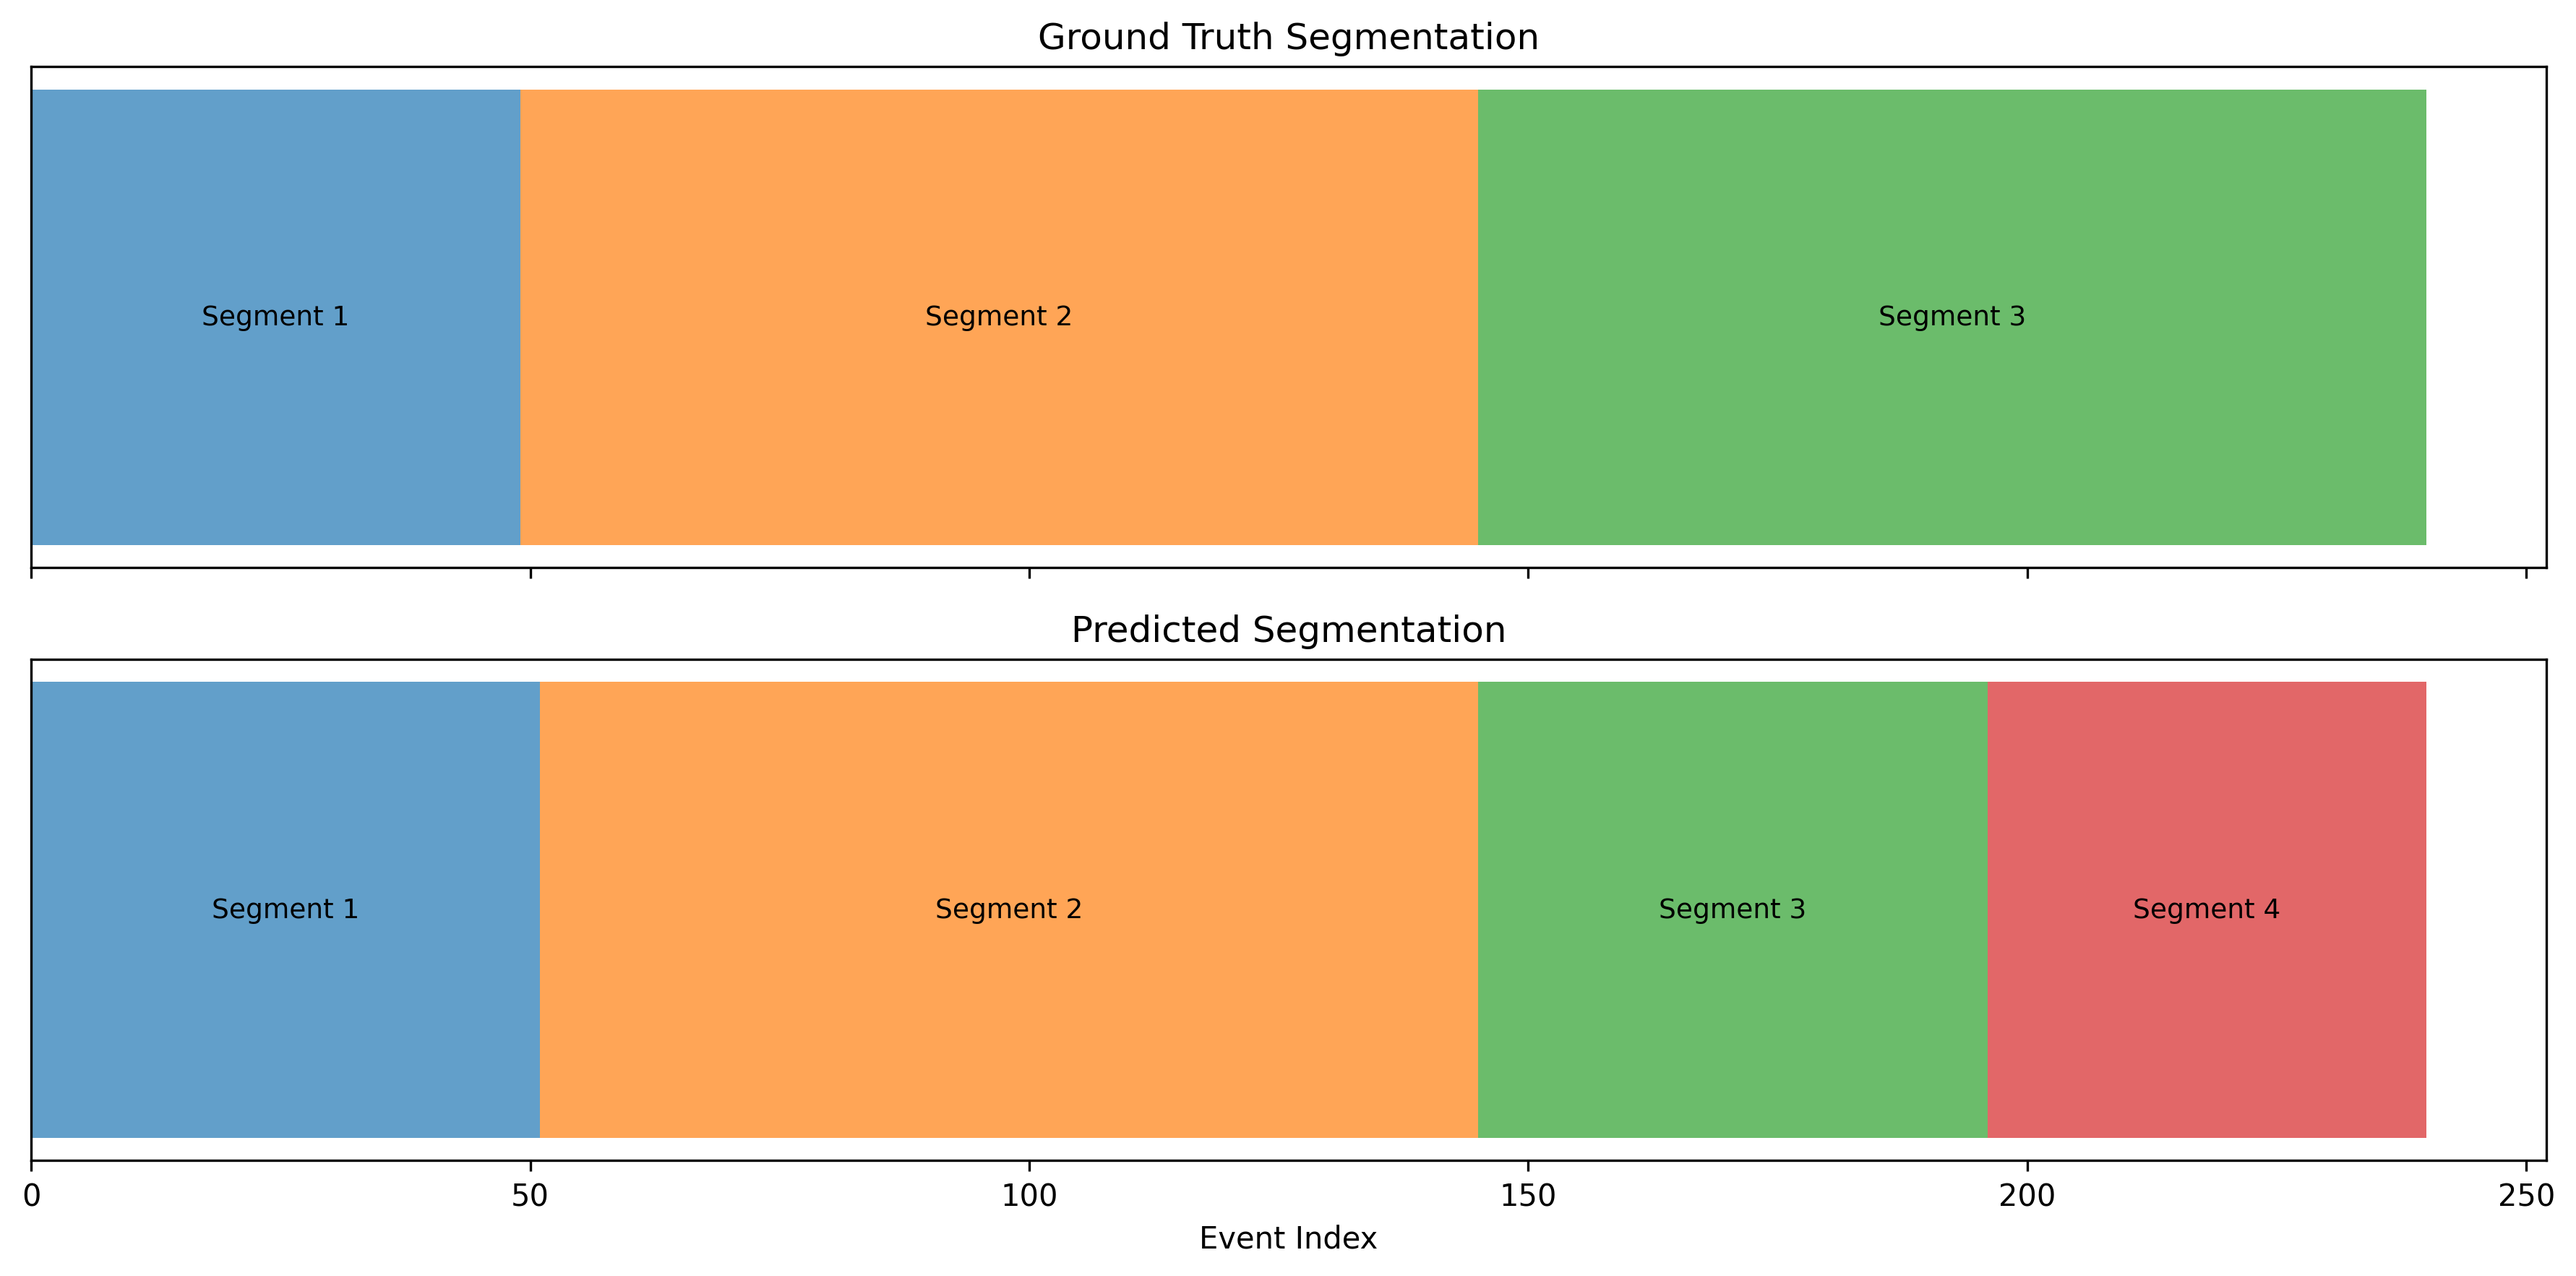 Ground Truth Segmentation
Segment 1 Segment 2 Segment 3
Predicted Segmentation
Segment 1 Segment 2 Segment 3 Segment 4
0 50 100 150 200 250
Event Index